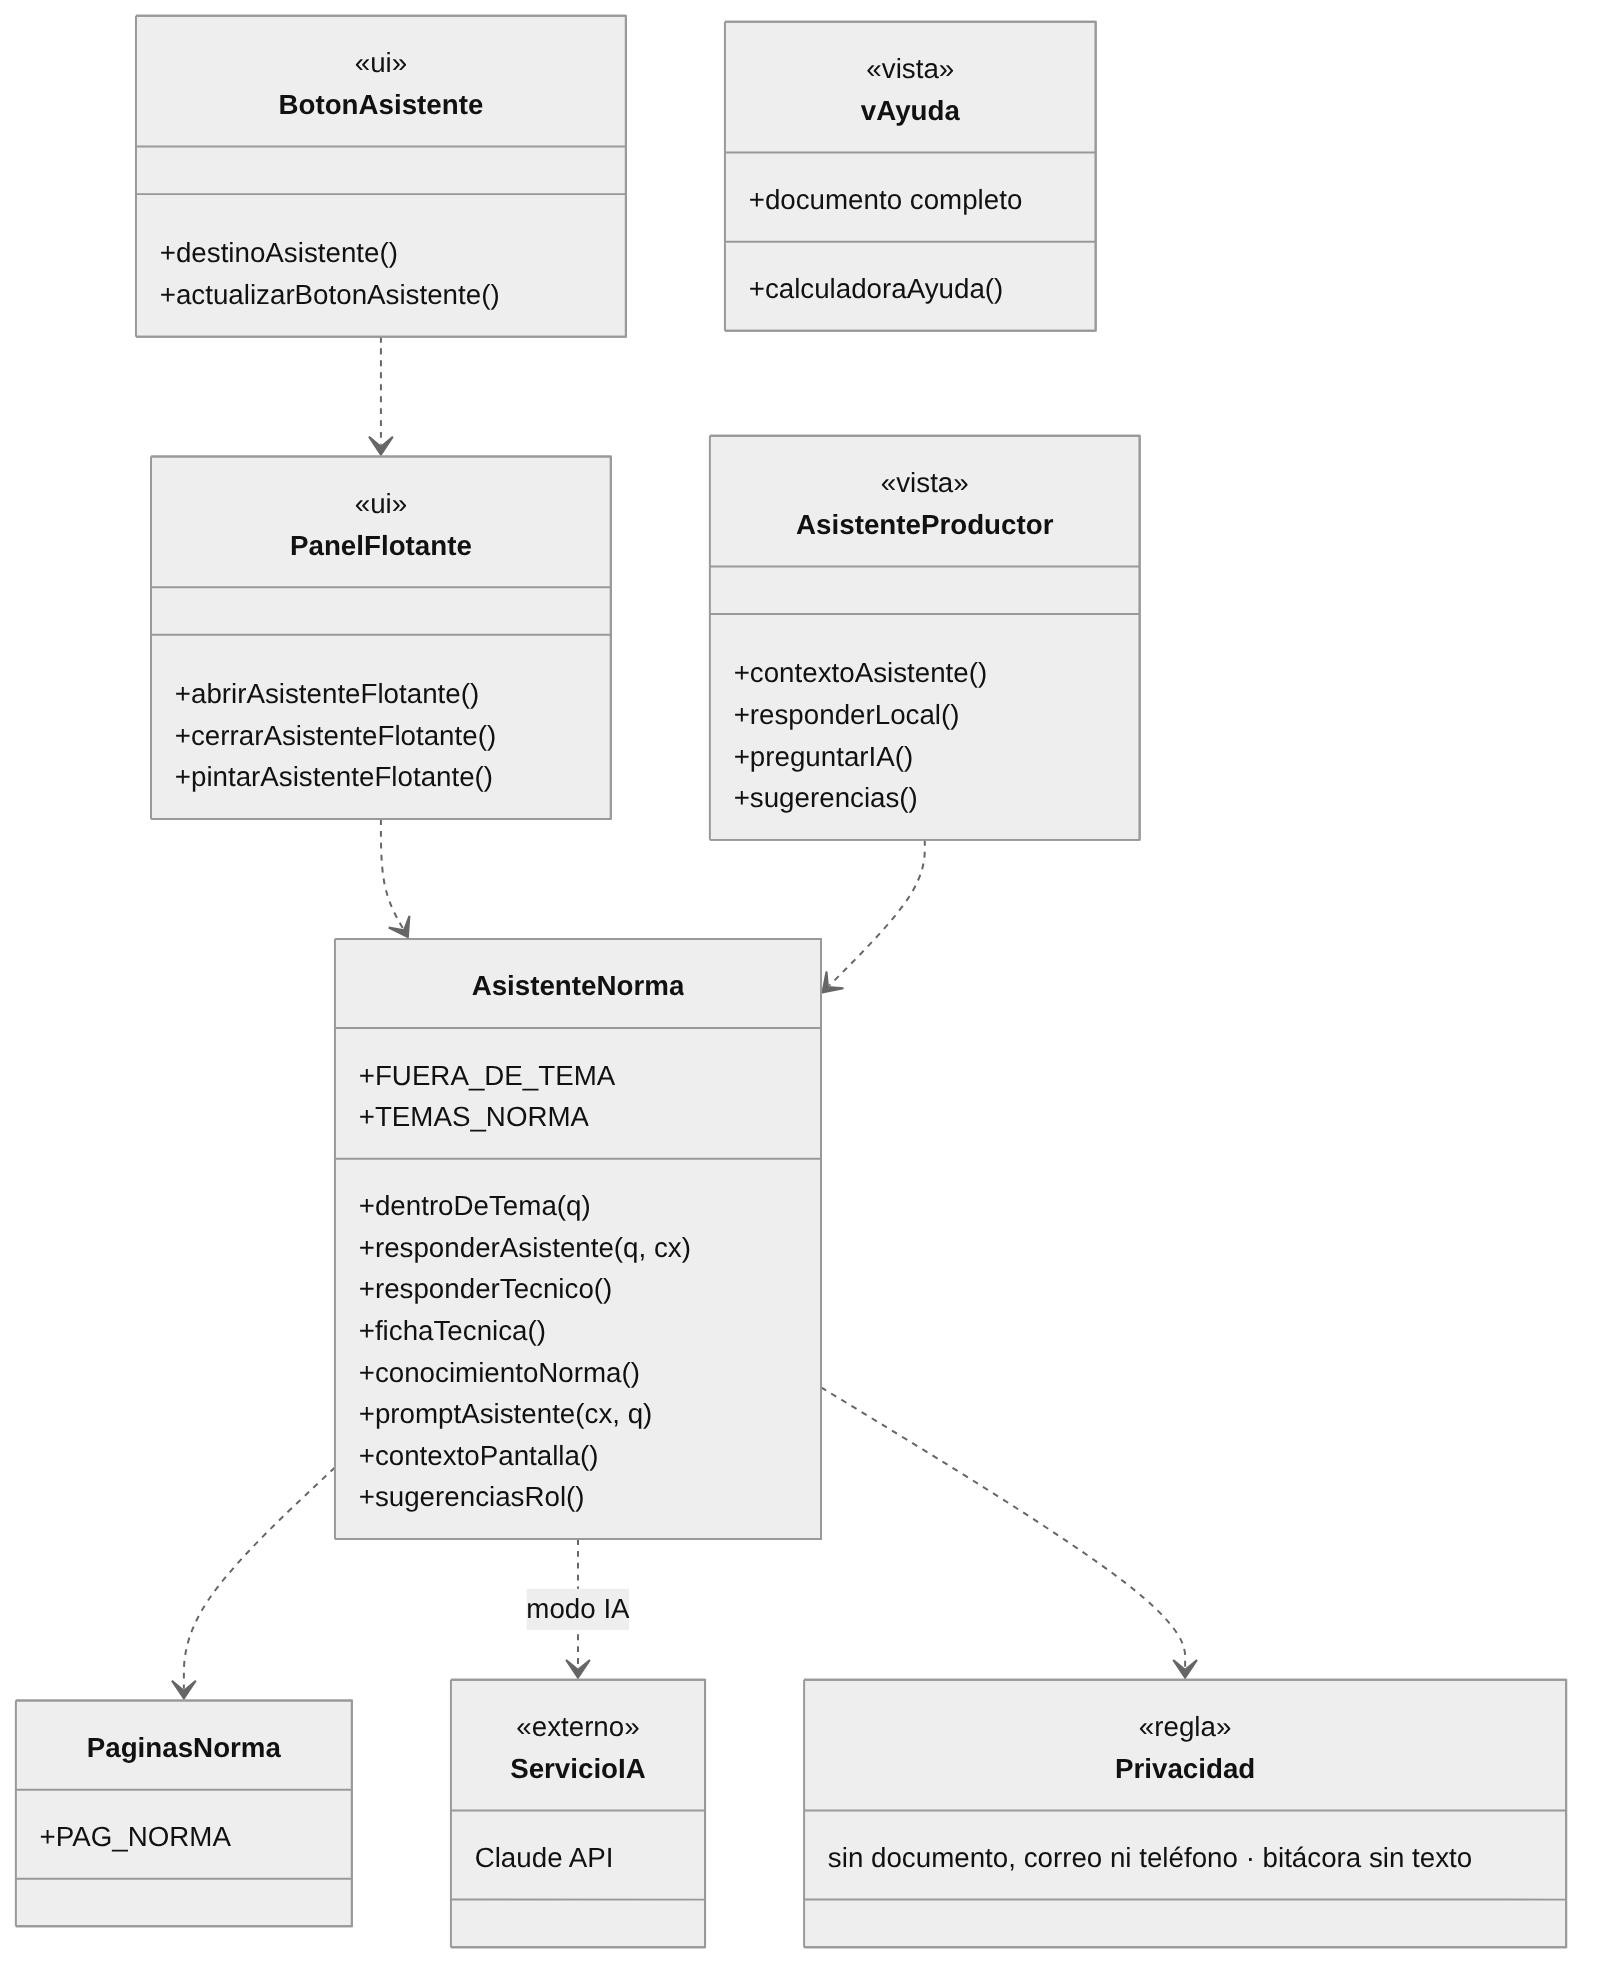 «ui»
BotonAsistente
+destinoAsistente()
+actualizarBotonAsistente()
«vista»
vAyuda
+documento completo
+calculadoraAyuda()
«ui»
PanelFlotante
+abrirAsistenteFlotante()
+cerrarAsistenteFlotante()
+pintarAsistenteFlotante()
«vista»
AsistenteProductor
+contextoAsistente()
+responderLocal()
+preguntarIA()
+sugerencias()
AsistenteNorma
+FUERA_DE_TEMA
+TEMAS_NORMA
+dentroDeTema(q)
+responderAsistente(q, cx)
+responderTecnico()
+fichaTecnica()
+conocimientoNorma()
+promptAsistente(cx, q)
+contextoPantalla()
+sugerenciasRol()
modo IA
PaginasNorma
+PAG_NORMA
«externo»
ServicioIA
Claude API
«regla»
Privacidad
sin documento, correo ni teléfono · bitácora sin texto